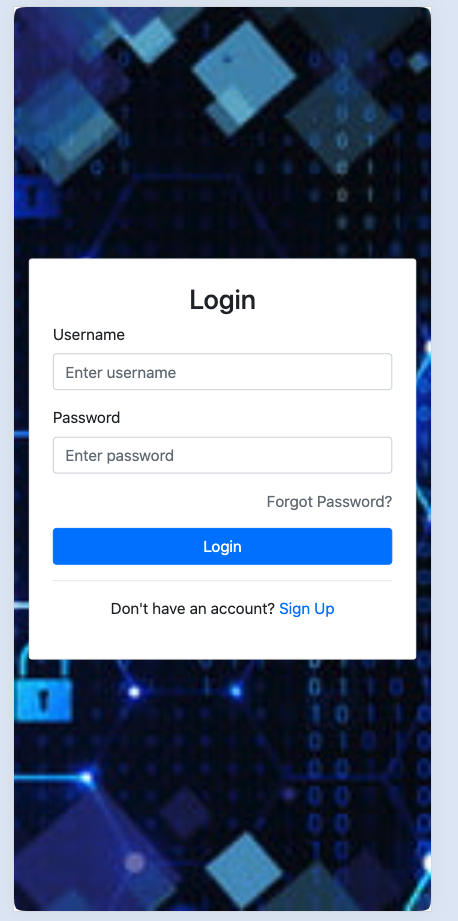 Login
Username
Enter username
Password
Enter password
Forgot Password?
Login
Don't have an account? Sign Up